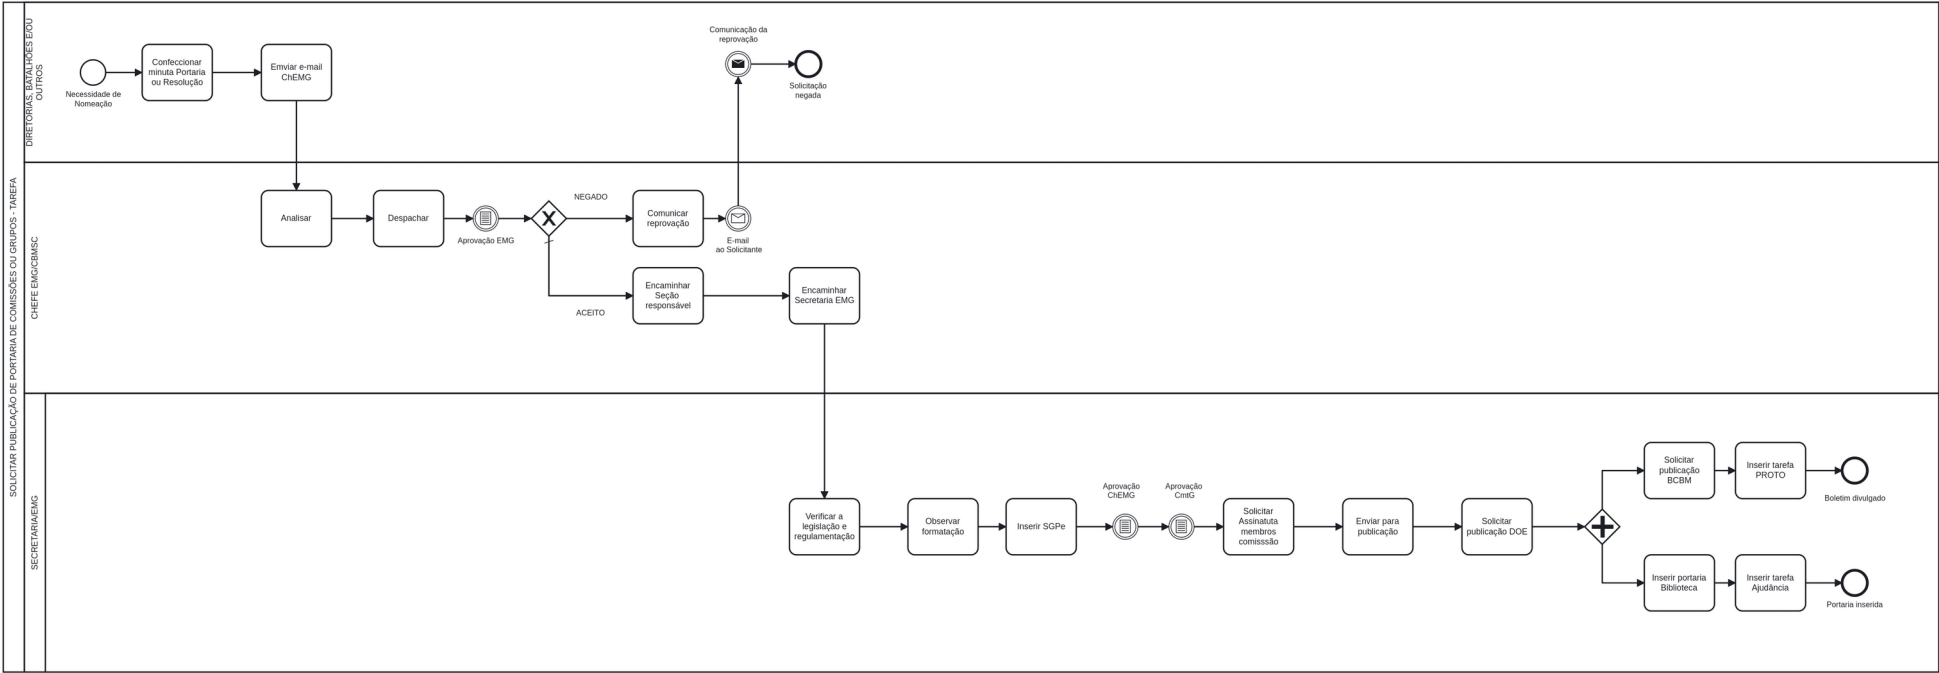 SOLICITAR PUBLICAÇÃO DE PORTARIA DE COMISSÕES OU GRUPOS - TAREFA
DIRETORIAS, BATALHÕES E/OU
OUTROS
Necessidade de
Nomeação
Confeccionar
minuta Portaria
ou Resolução
Emviar e-mail
ChEMG
Comunicação da
reprovação
Solicitação
negada
CHEFE EMG/CBMSC
Analisar
Despachar
Aprovação EMG
NEGADO
Comunicar
reprovação
E-mail
ao Solicitante
ACEITO
Encaminhar
Seção
responsável
Encaminhar
Secretaria EMG
SECRETARIA/EMG
Verificar a
legislação e
regulamentação
Observar
formatação
Inserir SGPe
Aprovação
ChEMG
Aprovação
CmtG
Solicitar
Assinatuta
membros
comisssão
Enviar para
publicação
Solicitar
publicação DOE
Solicitar
publicação
BCBM
Inserir tarefa
PROTO
Boletim divulgado
Inserir portaria
Biblioteca
Inserir tarefa
Ajudância
Portaria inserida